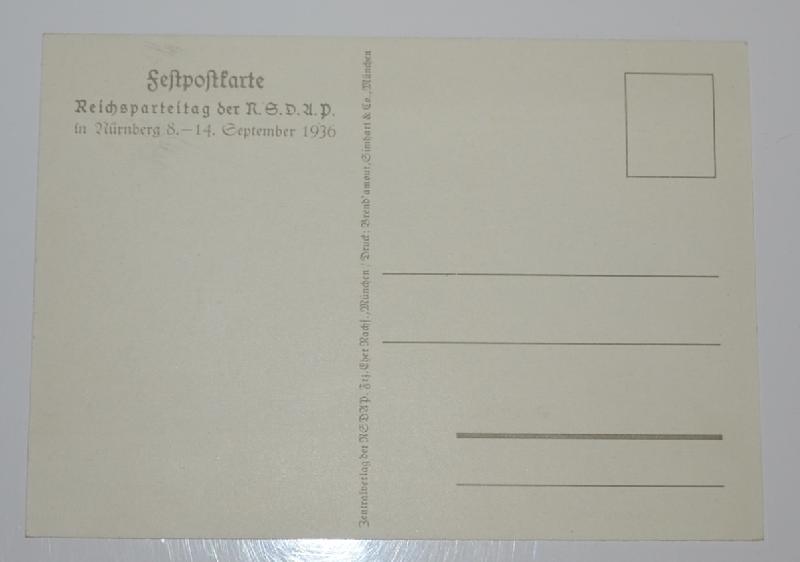 Festpostkarte
Reichsparteitag der N.S.D.A.P.
in Nürnberg 8.–14. September 1936
Zentralverlag der NSDAP. Frz. Eher Nachf., München / Druck: Brend'amour, Simhart & Co., München